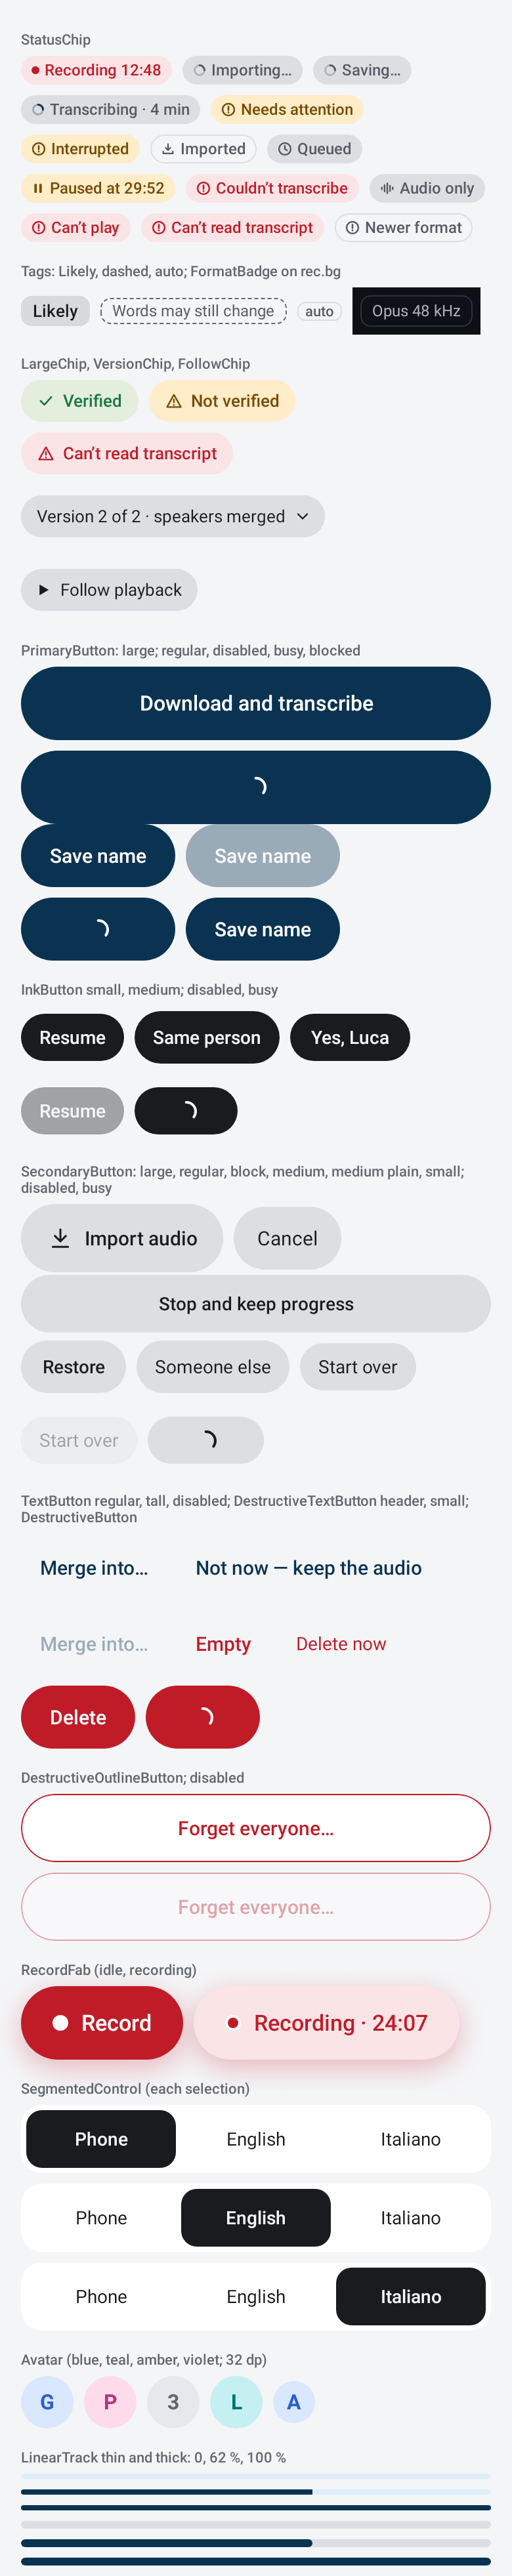 StatusChip
Recording 12:48 Importing… Saving…
Transcribing · 4 min Needs attention
Interrupted Imported Queued
Paused at 29:52 Couldn’t transcribe Audio only
Can’t play Can’t read transcript Newer format
Tags: Likely, dashed, auto; FormatBadge on rec.bg
Likely Words may still change auto Opus 48 kHz
LargeChip, VersionChip, FollowChip
Verified Not verified
Can’t read transcript
Version 2 of 2 · speakers merged
Follow playback
PrimaryButton: large; regular, disabled, busy, blocked
Download and transcribe
Save name Save name
Save name
InkButton small, medium; disabled, busy
Resume Same person Yes, Luca
Resume
SecondaryButton: large, regular, block, medium, medium plain, small;
disabled, busy
Import audio Cancel
Stop and keep progress
Restore Someone else Start over
Start over
TextButton regular, tall, disabled; DestructiveTextButton header, small;
DestructiveButton
Merge into… Not now — keep the audio
Merge into… Empty Delete now
Delete
DestructiveOutlineButton; disabled
Forget everyone…
Forget everyone…
RecordFab (idle, recording)
Record Recording · 24:07
SegmentedControl (each selection)
Phone English Italiano
Phone English Italiano
Phone English Italiano
Avatar (blue, teal, amber, violet; 32 dp)
G P 3 L A
LinearTrack thin and thick: 0, 62 %, 100 %